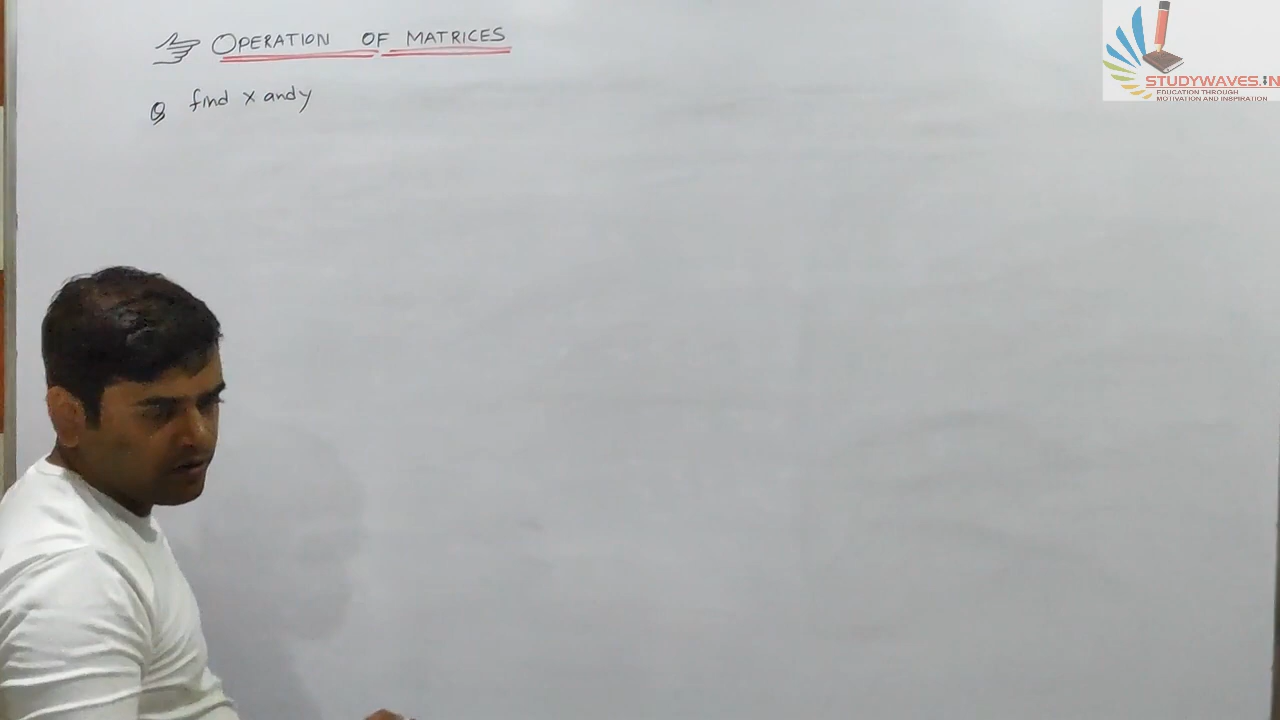 OPERATION OF MATRICES
Q find x and y
STUDYWAVES.IN
EDUCATION THROUGH
MOTIVATION AND INSPIRATION